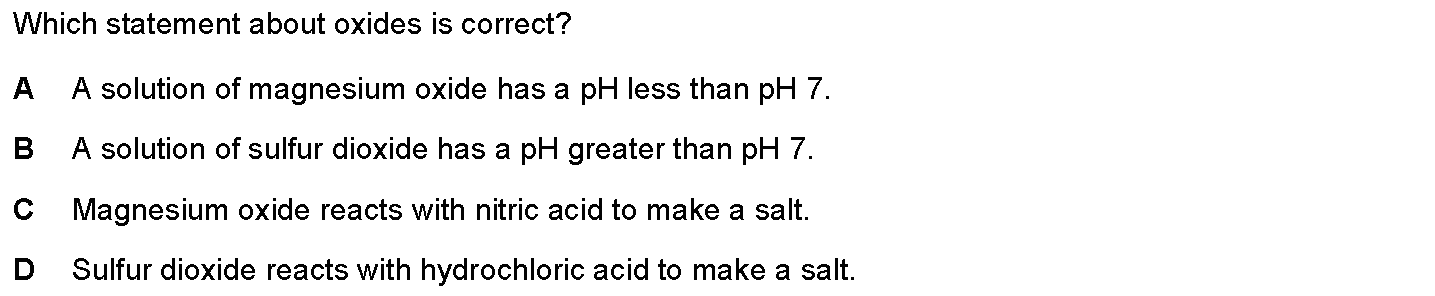 Which statement about oxides is correct?
A A solution of magnesium oxide has a pH less than pH 7.
B A solution of sulfur dioxide has a pH greater than pH 7.
C Magnesium oxide reacts with nitric acid to make a salt.
D Sulfur dioxide reacts with hydrochloric acid to make a salt.